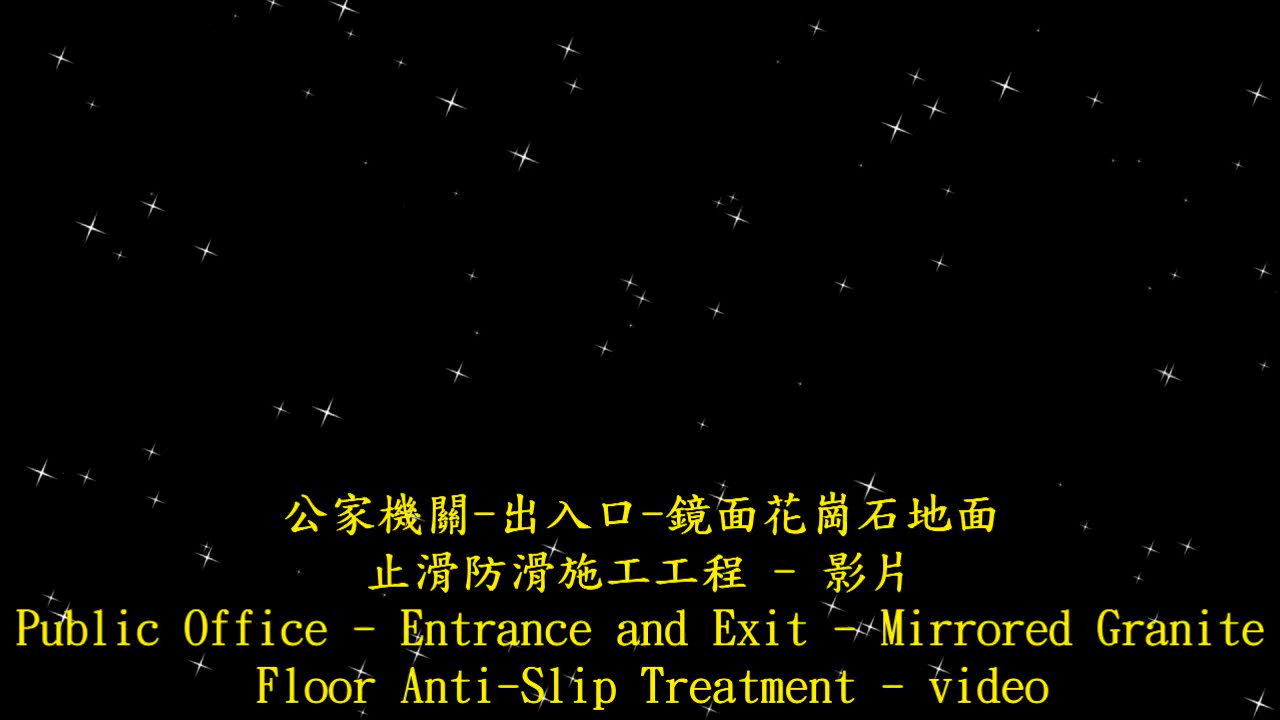 公家機關-出入口-鏡面花崗石地面
止滑防滑施工工程 - 影片
Public Office - Entrance and Exit - Mirrored Granite
Floor Anti-Slip Treatment - video